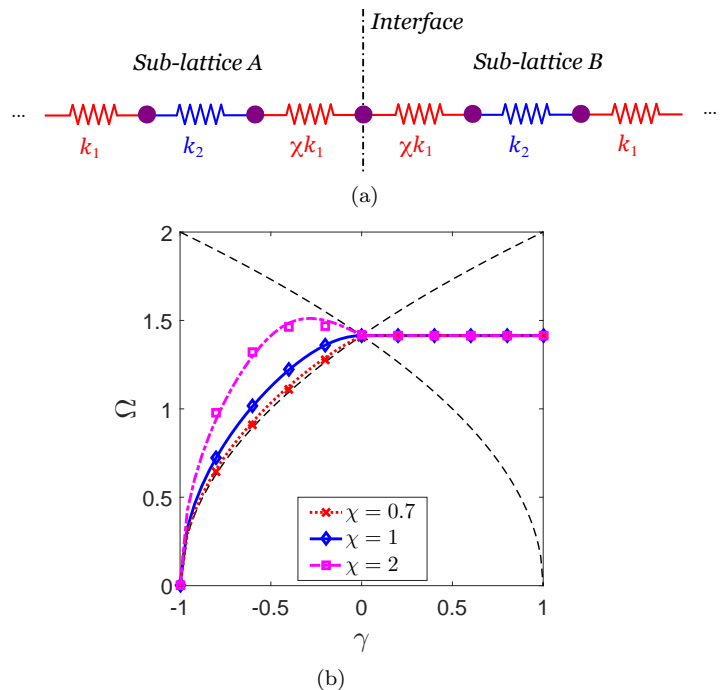 Interface
Sub-lattice A Sub-lattice B
... ...
k₁ k₂ χk₁ χk₁ k₂ k₁
(a)
2
1.5
Ω
1
0.5
χ = 0.7
χ = 1
χ = 2
0
-1 -0.5 0 0.5 1
γ
(b)